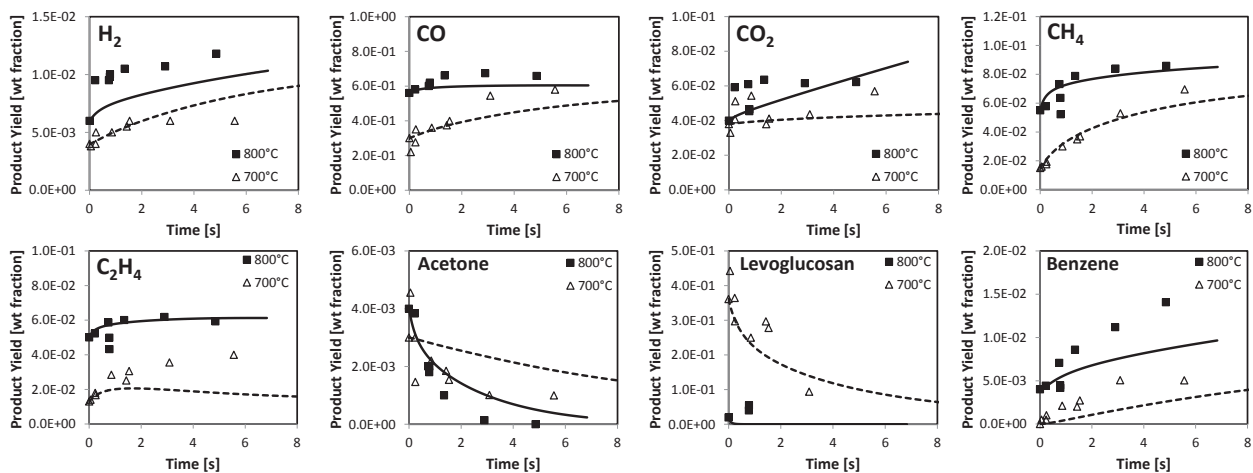 H2
Product Yield [wt fraction]
1.5E-02
1.0E-02
5.0E-03
0.0E+00
0 2 4 6 8
Time [s]
800°C
700°C
CO
Product Yield [wt fraction]
1.0E+00
8.0E-01
6.0E-01
4.0E-01
2.0E-01
0.0E+00
0 2 4 6 8
Time [s]
800°C
700°C
CO2
Product Yield [wt fraction]
1.0E-01
8.0E-02
6.0E-02
4.0E-02
2.0E-02
0.0E+00
0 2 4 6 8
Time [s]
800°C
700°C
CH4
Product Yield [wt fraction]
1.2E-01
1.0E-01
8.0E-02
6.0E-02
4.0E-02
2.0E-02
0.0E+00
0 2 4 6 8
Time [s]
800°C
700°C
C2H4
Product Yield [wt fraction]
1.0E-01
8.0E-02
6.0E-02
4.0E-02
2.0E-02
0.0E+00
0 2 4 6 8
Time [s]
800°C
700°C
Acetone
Product Yield [wt fraction]
6.0E-03
4.0E-03
2.0E-03
0.0E+00
0 2 4 6 8
Time [s]
800°C
700°C
Levoglucosan
Product Yield [wt fraction]
5.0E-01
4.0E-01
3.0E-01
2.0E-01
1.0E-01
0.0E+00
0 2 4 6 8
Time [s]
800°C
700°C
Benzene
Product Yield [wt fraction]
2.0E-02
1.5E-02
1.0E-02
5.0E-03
0.0E+00
0 2 4 6 8
Time [s]
800°C
700°C